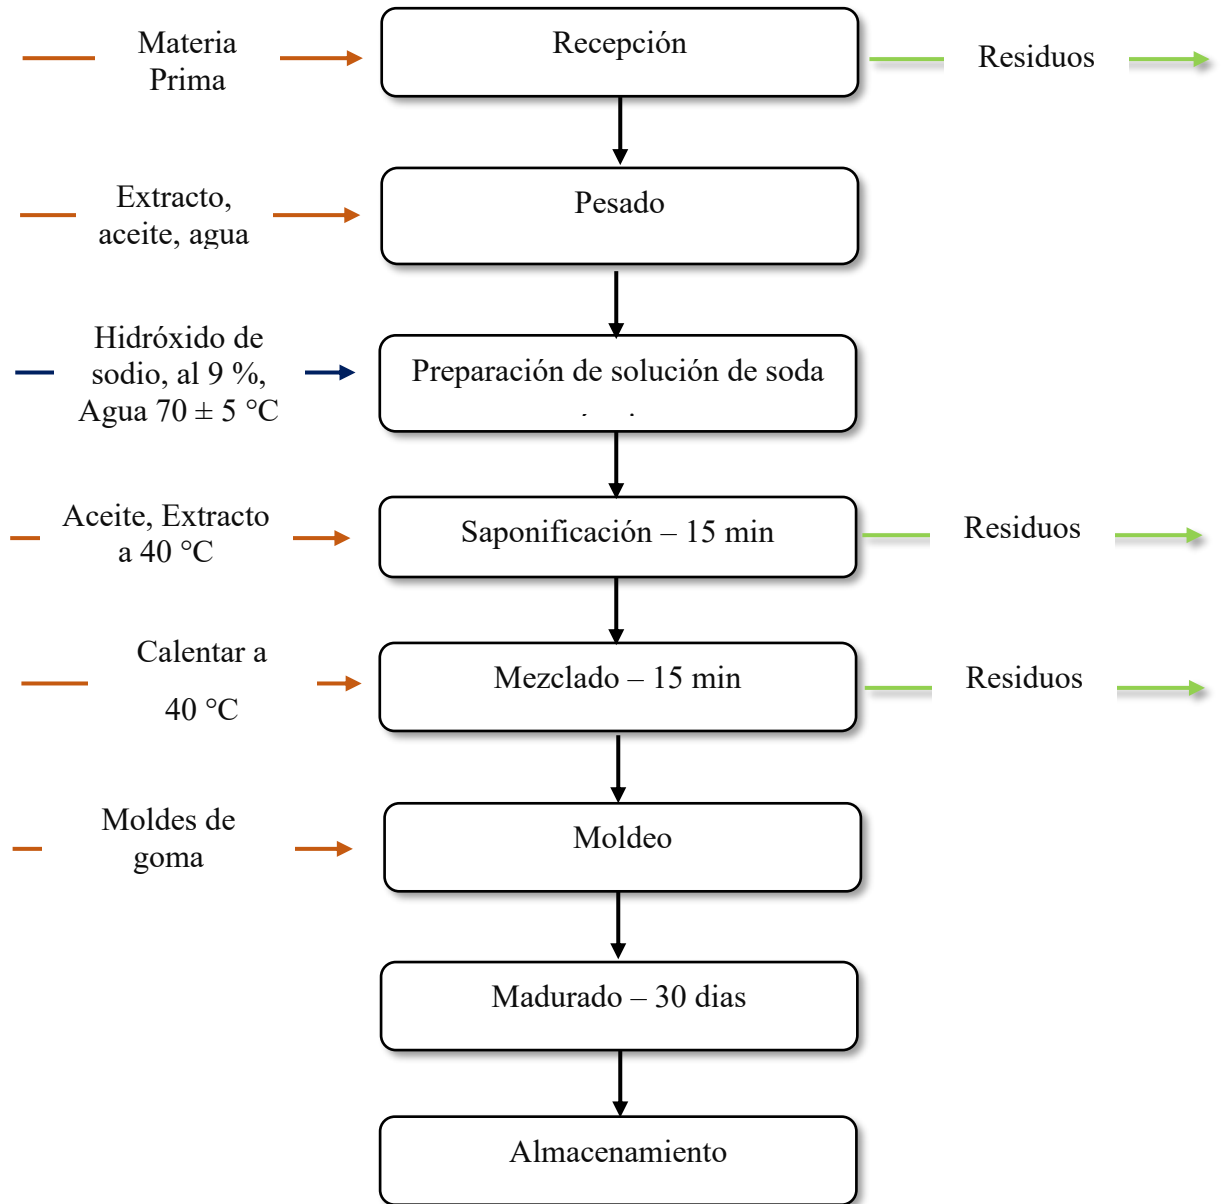 Materia
Prima
Recepción
Residuos
Extracto,
aceite, agua
Pesado
Hidróxido de
sodio, al 9 %,
Agua 70 ± 5 °C
Preparación de solución de soda
Aceite, Extracto
a 40 °C
Saponificación – 15 min
Residuos
Calentar a
40 °C
Mezclado – 15 min
Residuos
Moldes de
goma
Moldeo
Madurado – 30 dias
Almacenamiento